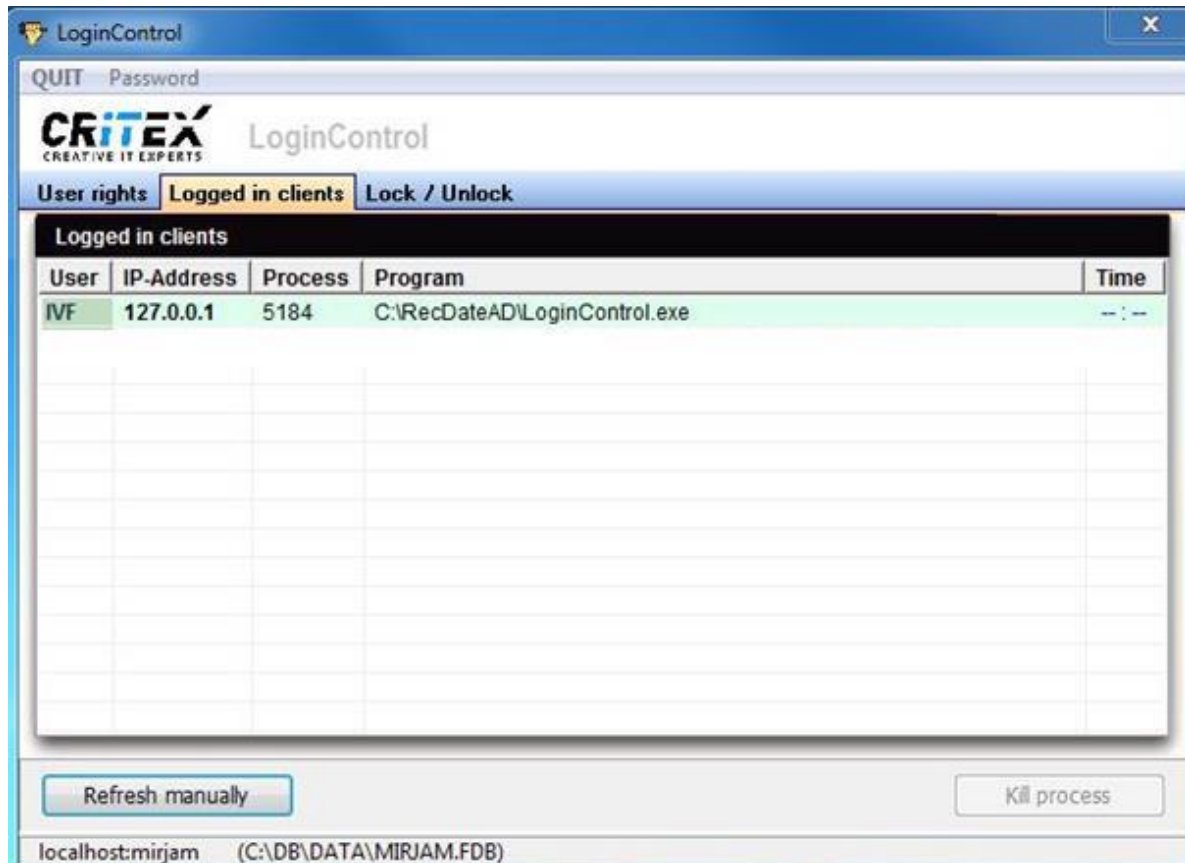 LoginControl
QUIT Password
CRiTEX LoginControl
CREATIVE IT EXPERTS
User rights Logged in clients Lock / Unlock
Logged in clients
User IP-Address Process Program Time
IVF 127.0.0.1 5184 C:\RecDateAD\LoginControl.exe -- : --
Refresh manually Kill process
localhost:mirjam (C:\DB\DATA\MIRJAM.FDB)